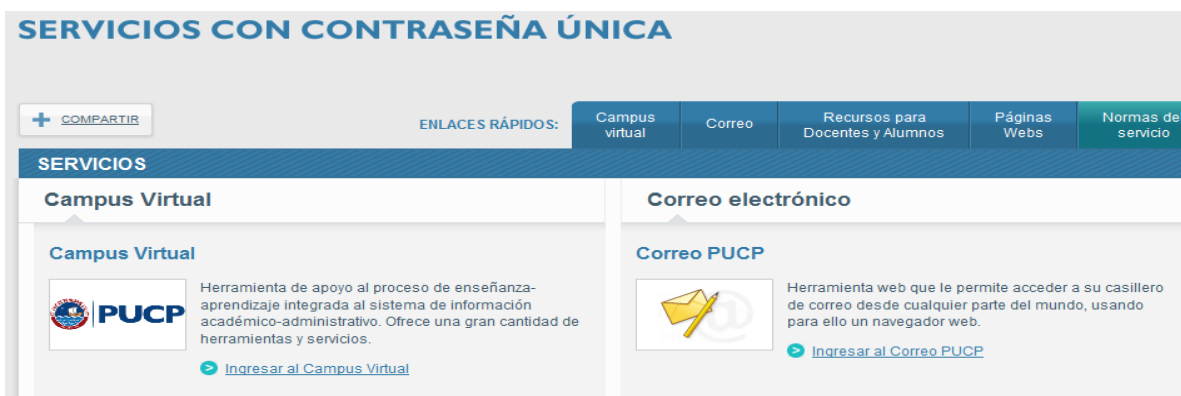 SERVICIOS CON CONTRASEÑA ÚNICA
COMPARTIR
ENLACES RÁPIDOS:
Campus
virtual
Correo
Recursos para
Docentes y Alumnos
Páginas
Webs
Normas de
servicio
SERVICIOS
Campus Virtual
Correo electrónico
Campus Virtual
PUCP
Herramienta de apoyo al proceso de enseñanza-
aprendizaje integrada al sistema de información
académico-administrativo. Ofrece una gran cantidad de
herramientas y servicios.
Ingresar al Campus Virtual
Correo PUCP
@
Herramienta web que le permite acceder a su casillero
de correo desde cualquier parte del mundo, usando
para ello un navegador web.
Ingresar al Correo PUCP